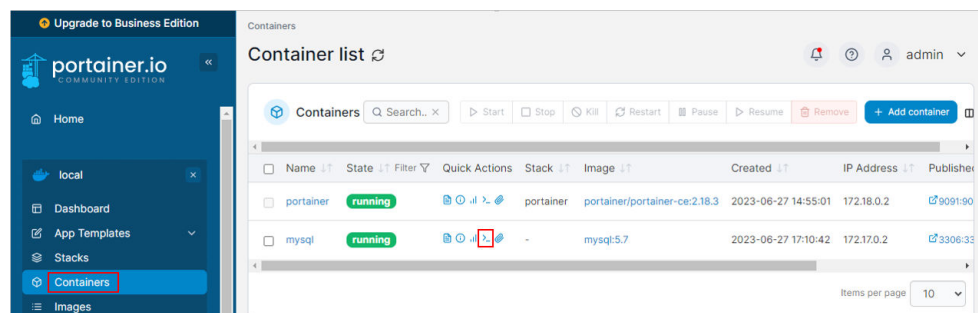 Upgrade to Business Edition
portainer.io
COMMUNITY EDITION
Home
local
Dashboard
App Templates
Stacks
Containers
Images
Containers
Container list
admin
Containers Search.. Start Stop Kill Restart Pause Resume Remove + Add container
Name State Filter Quick Actions Stack Image Created IP Address Published
portainer running portainer portainer/portainer-ce:2.18.3 2023-06-27 14:55:01 172.18.0.2 9091:90
mysql running - mysql:5.7 2023-06-27 17:10:42 172.17.0.2 3306:33
Items per page 10